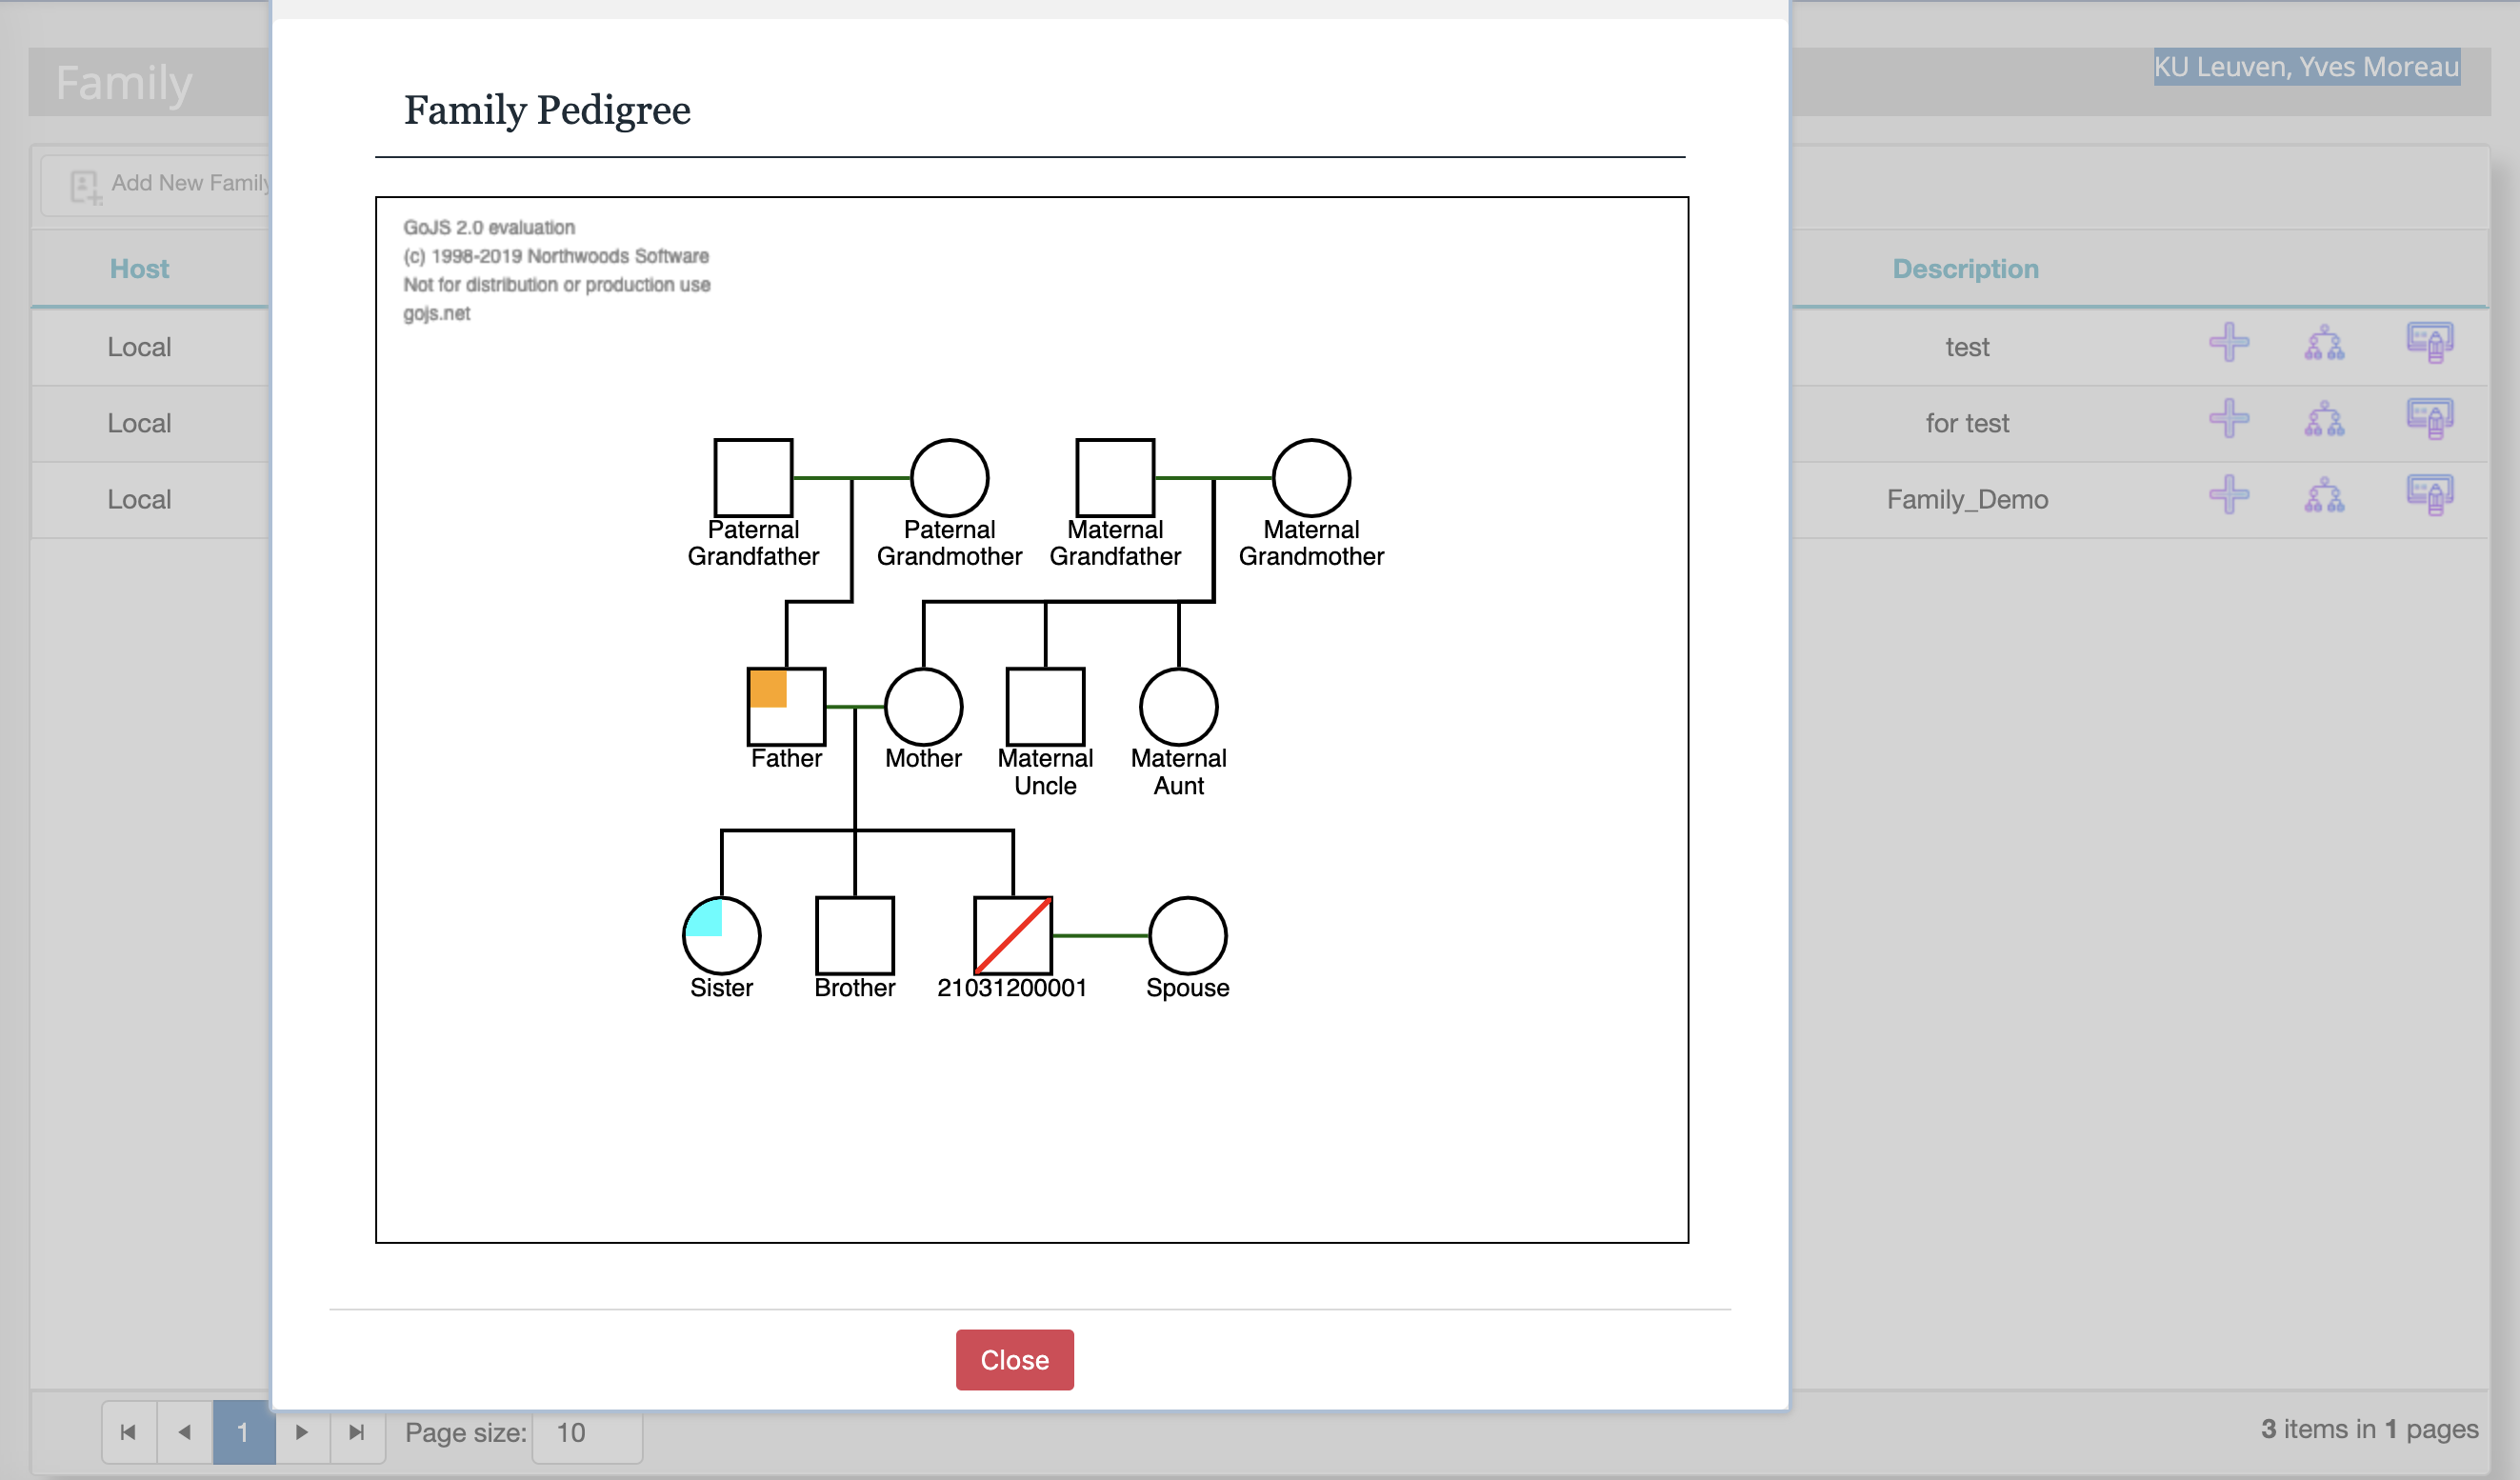 Family
KU Leuven, Yves Moreau
Add New Family
Host
Description
Local
test
Local
for test
Local
Family_Demo
Family Pedigree
GoJS 2.0 evaluation
(c) 1998-2019 Northwoods Software
Not for distribution or production use
gojs.net
Paternal
Grandfather
Paternal
Grandmother
Maternal
Grandfather
Maternal
Grandmother
Father
Mother
Maternal
Uncle
Maternal
Aunt
Sister
Brother
21031200001
Spouse
Close
1
Page size:
10
3 items in 1 pages